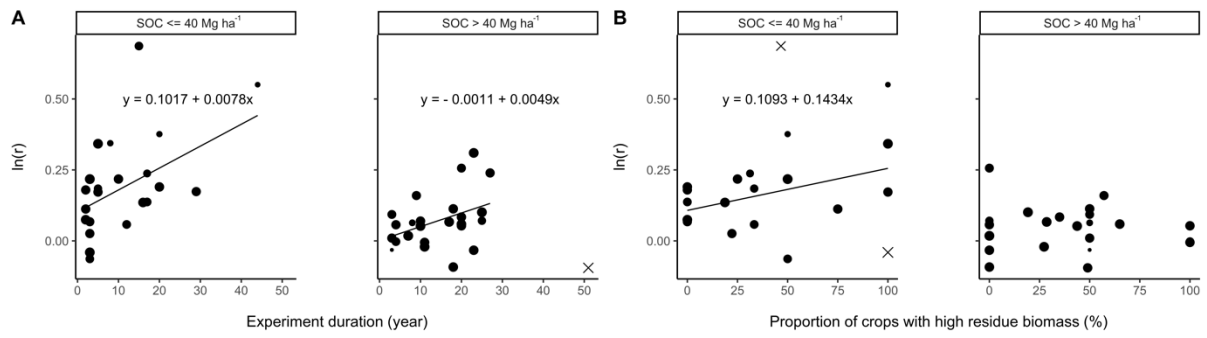 A
SOC <= 40 Mg ha⁻¹
SOC > 40 Mg ha⁻¹
B
SOC <= 40 Mg ha⁻¹
SOC > 40 Mg ha⁻¹
ln(r)
0.50
0.25
0.00
y = 0.1017 + 0.0078x
y = - 0.0011 + 0.0049x
ln(r)
0.50
0.25
0.00
y = 0.1093 + 0.1434x
0 10 20 30 40 50
0 10 20 30 40 50
0 25 50 75 100
0 25 50 75 100
Experiment duration (year)
Proportion of crops with high residue biomass (%)